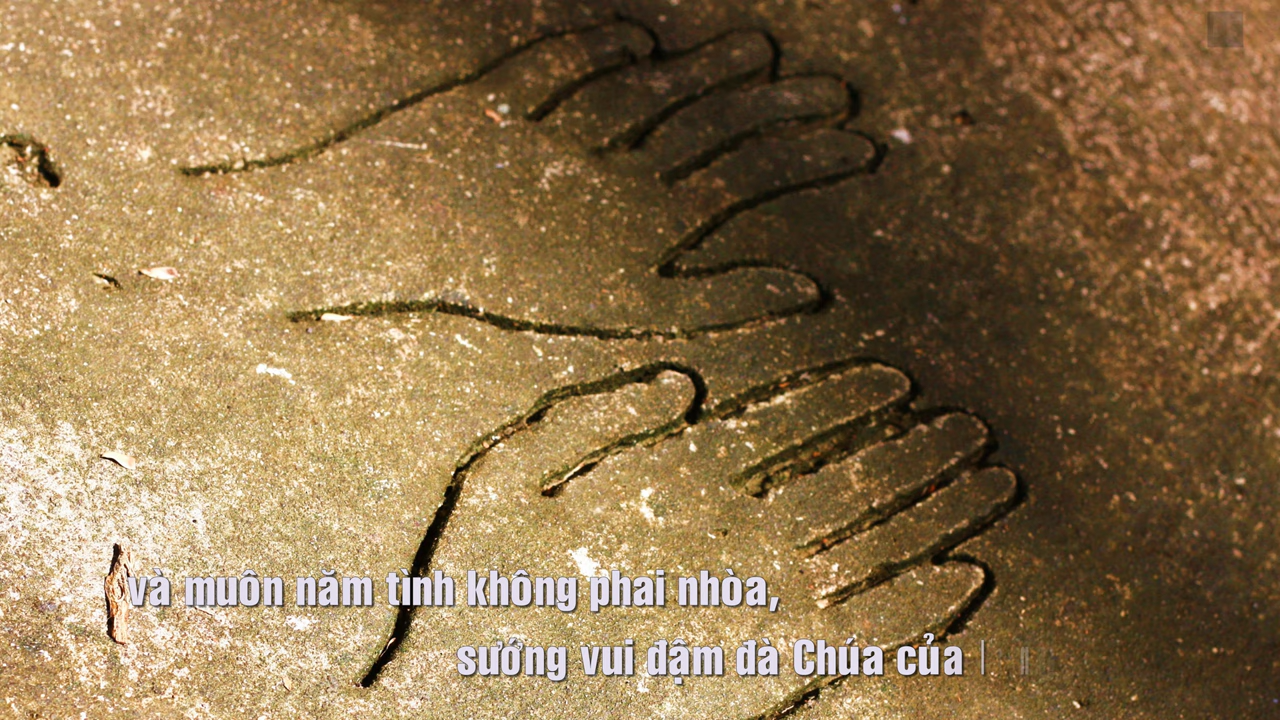 và muôn năm tình không phai nhòa,
sướng vui đậm đà Chúa của